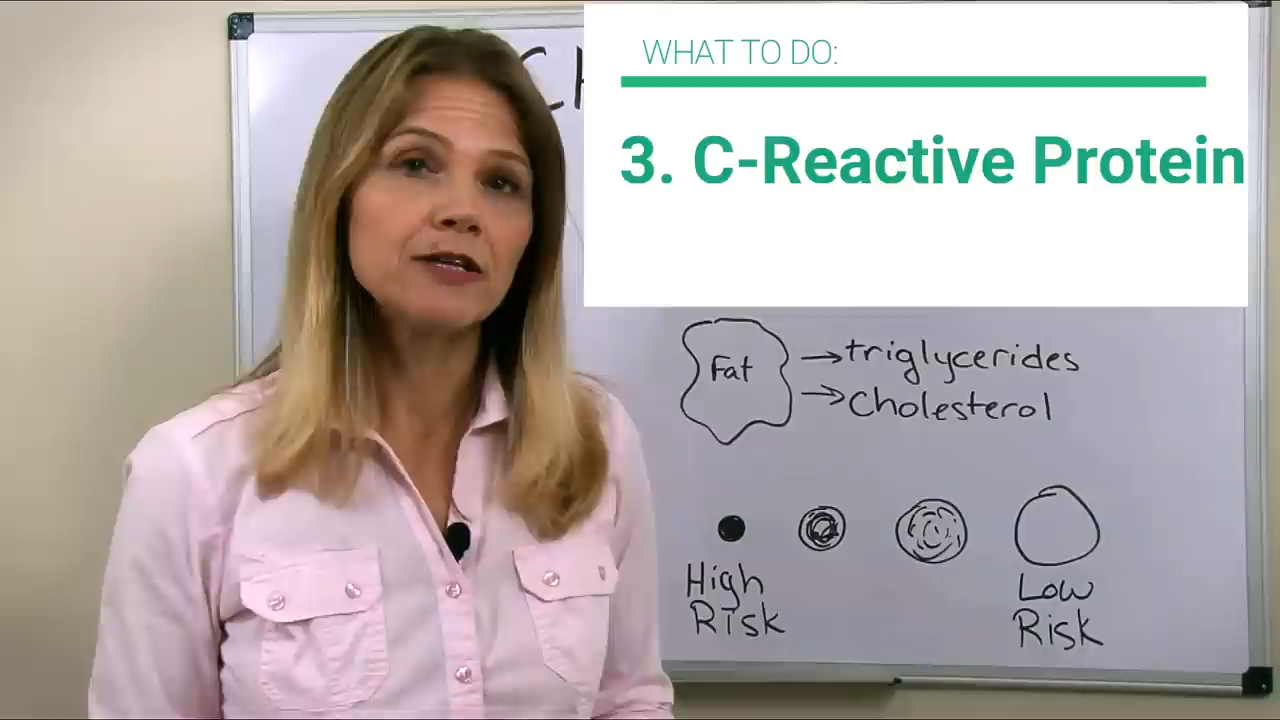 WHAT TO DO:
3. C-Reactive Protein
Fat
→triglycerides
→Cholesterol
High
Risk
Low
Risk